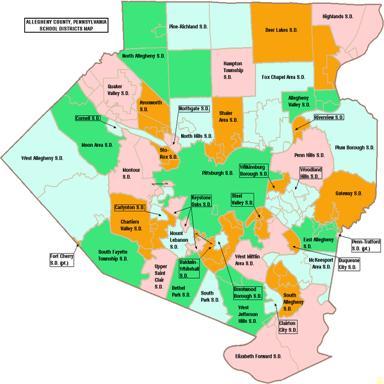 ALLEGHENY COUNTY, PENNSYLVANIA
SCHOOL DISTRICTS MAP
Pine-Richland S.D.
Deer Lakes S.D.
Highlands S.D.
North Allegheny S.D.
Hampton
Township
S.D.
Fox Chapel Area S.D.
Quaker
Valley S.D.
Avonworth
S.D.
Northgate S.D.
Shaler
Area S.D.
Allegheny
Valley S.D.
Riverview S.D.
Cornell S.D.
North Hills S.D.
Moon Area S.D.
Sto-
Rox S.D.
West Allegheny S.D.
Montour
S.D.
Pittsburgh S.D.
Wilkinsburg
Borough S.D.
Penn Hills S.D.
Plum Borough S.D.
Woodland
Hills S.D.
Gateway S.D.
Keystone
Oaks S.D.
Steel
Valley S.D.
Carlynton S.D.
Chartiers
Valley S.D.
Mount
Lebanon
S.D.
Fort Cherry
S.D. (pt.)
South Fayette
Township S.D.
Upper
Saint
Clair
S.D.
Baldwin
Whitehall
S.D.
Bethel
Park S.D.
South
Park S.D.
Brentwood
Borough S.D.
West
Jefferson
Hills S.D.
West Mifflin
Area S.D.
East Allegheny
S.D.
McKeesport
Area S.D.
Penn-Trafford
S.D. (pt.)
Duquesne
City S.D.
South
Allegheny
S.D.
Clairton
City S.D.
Elizabeth Forward S.D.